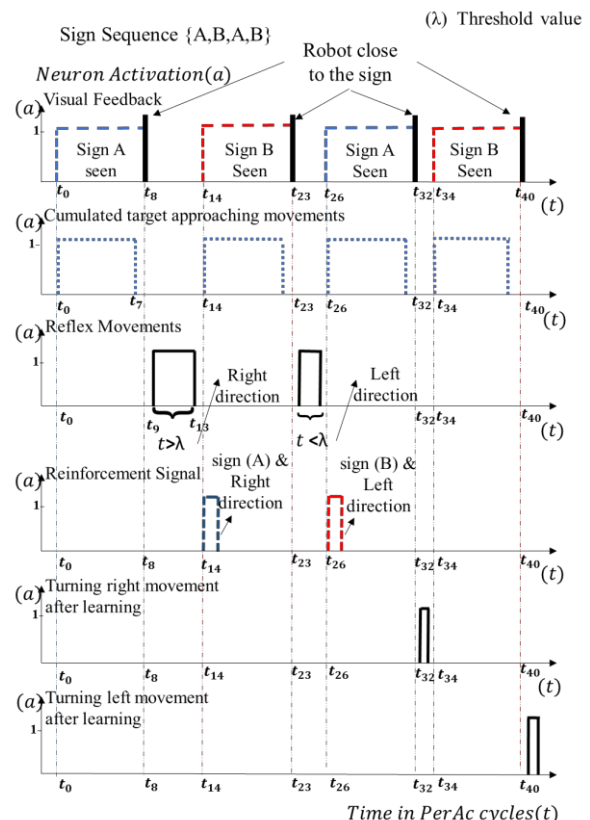 (λ) Threshold value
Sign Sequence {A,B,A,B}
Robot close
to the sign
Neuron Activation(a)
(a) Visual Feedback
1
Sign A
seen
Sign B
Seen
Sign A
Seen
Sign B
Seen
t0 t8 t14 t23 t26 t32 t34 t40 (t)
(a) Cumulated target approaching movements
1
t0 t7 t14 t23 t26 t32 t34 t40 (t)
(a) Reflex Movements
1
Right
direction
Left
direction
t0 t9 t13 t32 t34 t40 (t)
t>λ
t <λ
(a) Reinforcement Signal
1
sign (A) &
Right
direction
sign (B) &
Left
direction
t0 t8 t14 t23 t26 t32 t34 t40 (t)
(a) Turning right movement
after learning
1
t0 t8 t14 t23 t26 t32 t34 t40 (t)
(a) Turning left movement
after learning
1
t0 t8 t14 t23 t26 t32 t34 t40 (t)
Time in PerAc cycles(t)